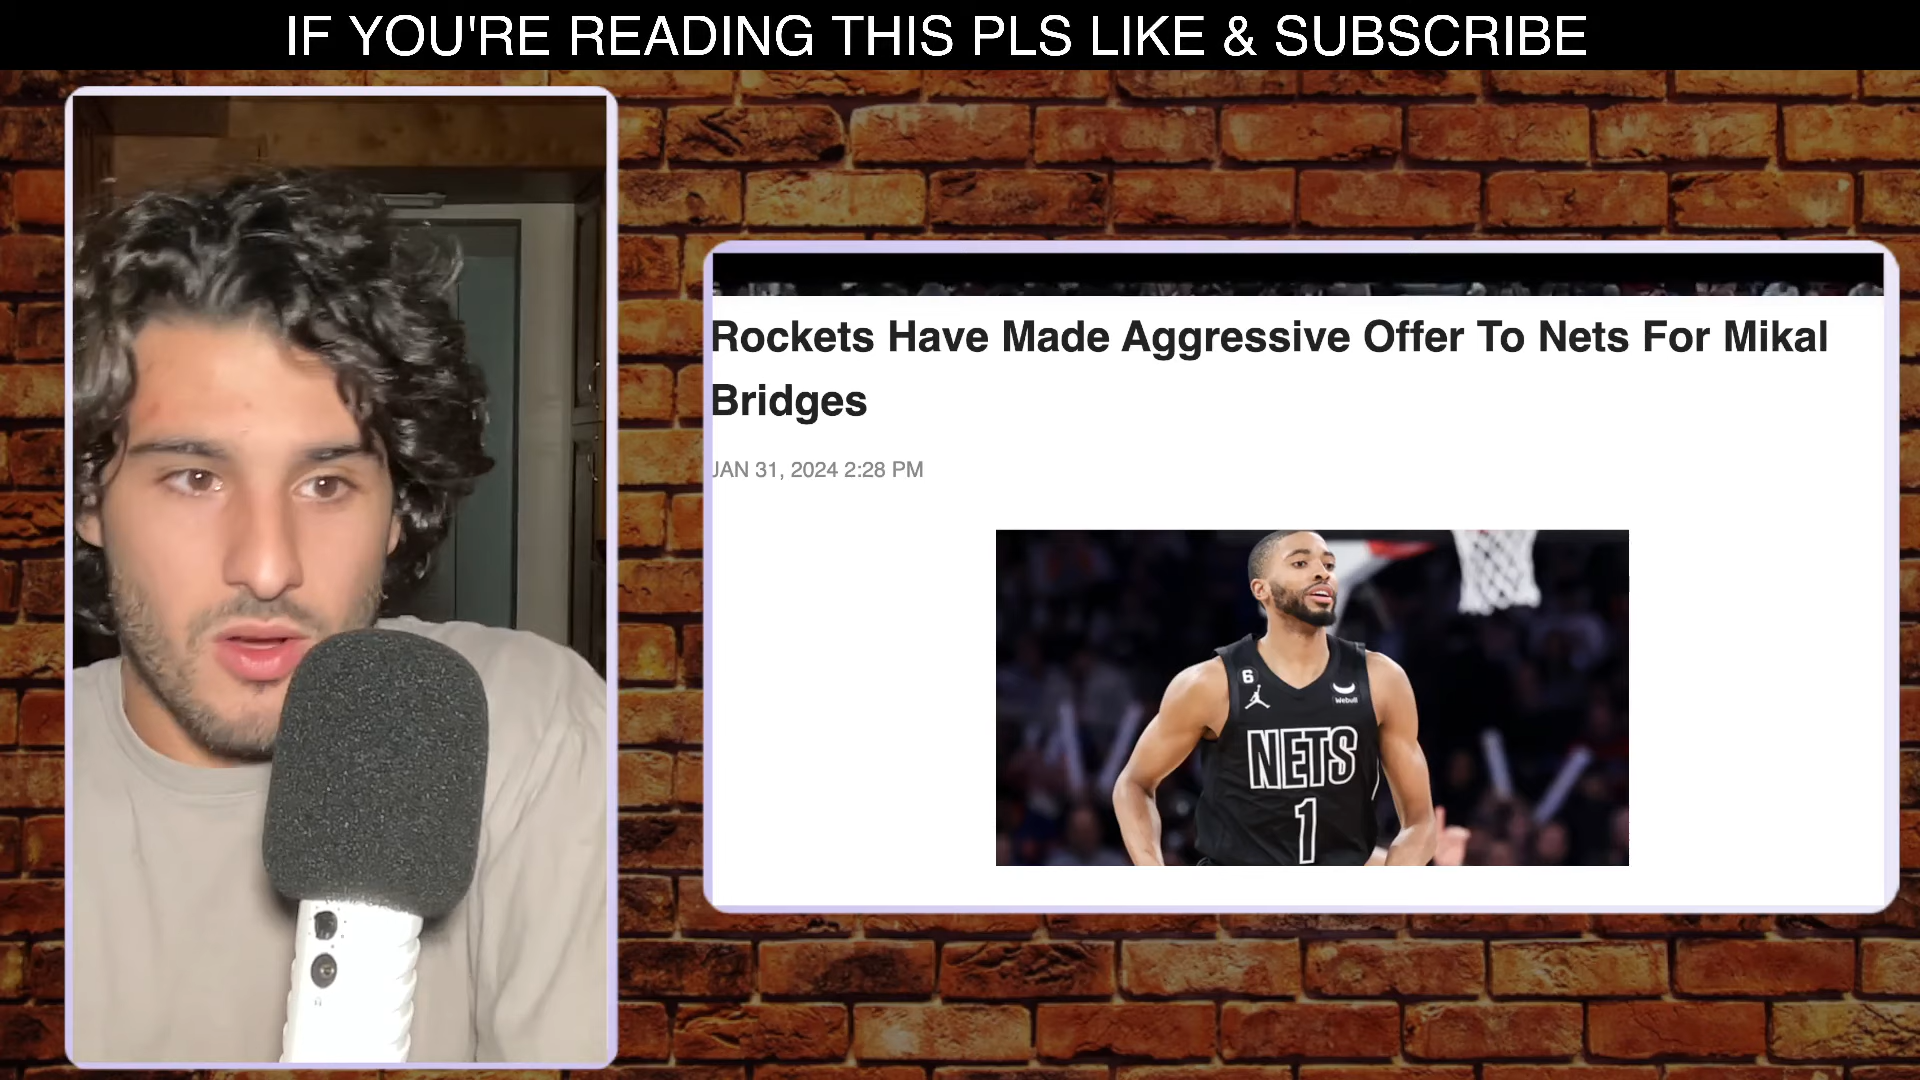 IF YOU'RE READING THIS PLS LIKE & SUBSCRIBE
Rockets Have Made Aggressive Offer To Nets For Mikal
Bridges
JAN 31, 2024 2:28 PM
6
Webull
NETS
1